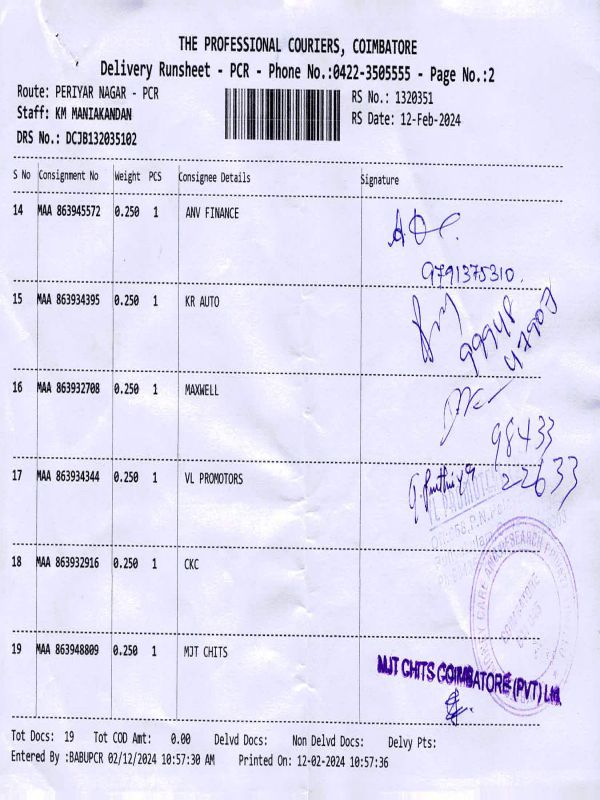 THE PROFESSIONAL COURIERS, COIMBATORE
Delivery Runsheet - PCR - Phone No.:0422-3505555 - Page No.:2
Route: PERIYAR NAGAR - PCR
RS No.: 1320351
Staff: KM MANIAKANDAN
RS Date: 12-Feb-2024
DRS No.: DCJB132035102
S No Consignment No Weight PCS Consignee Details Signature
14 MAA 863945572 0.250 1 ANV FINANCE
9791375310.
15 MAA 863934395 0.250 1 KR AUTO
99948
47907
16 MAA 863932708 0.250 1 MAXWELL
98433
22633
17 MAA 863934344 0.250 1 VL PROMOTORS
18 MAA 863932916 0.250 1 CKC
19 MAA 863948809 0.250 1 MJT CHITS
MJT CHITS COIMBATORE (PVT) Ltd.
Tot Docs: 19 Tot COD Amt: 0.00 Delvd Docs: Non Delvd Docs: Delvy Pts:
Entered By :BABUPCR 02/12/2024 10:57:30 AM Printed On: 12-02-2024 10:57:36